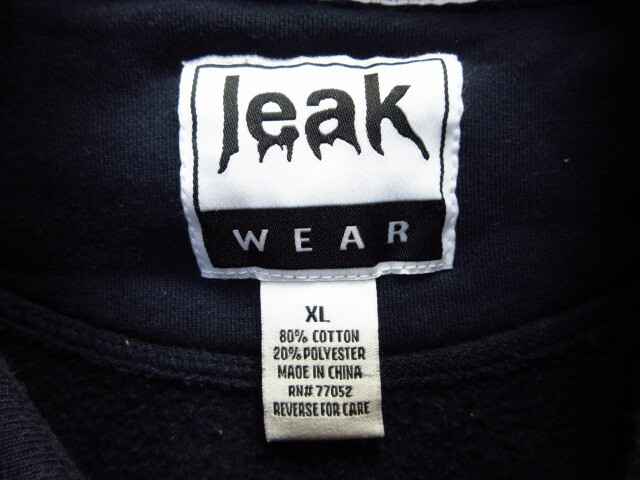 leak
WEAR
XL
80% COTTON
20% POLYESTER
MADE IN CHINA
RN# 77052
REVERSE FOR CARE